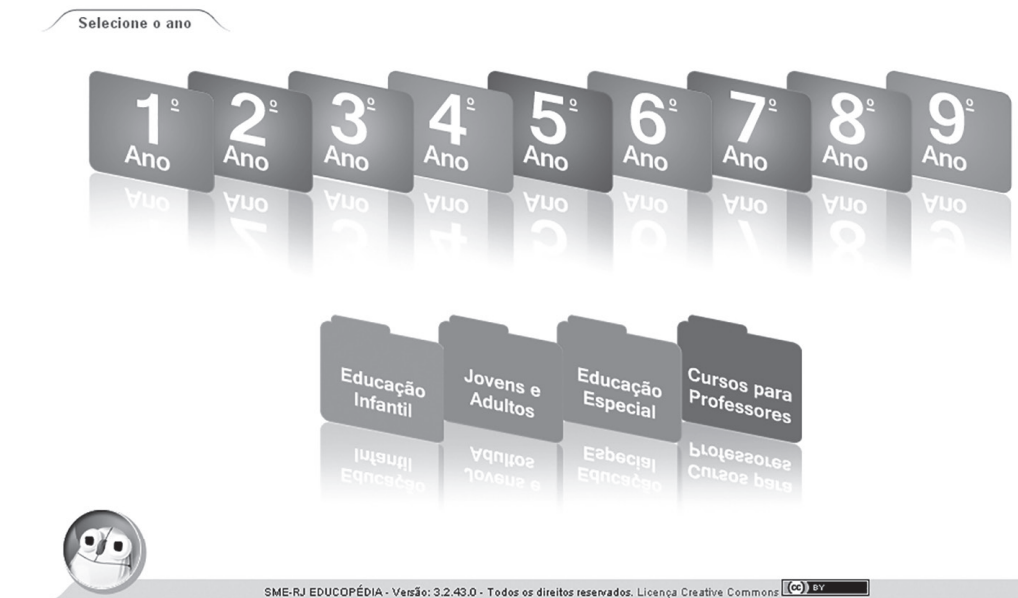 Selecione o ano
1º Ano
2º Ano
3º Ano
4º Ano
5º Ano
6º Ano
7º Ano
8º Ano
9º Ano
Educação
Infantil
Jovens e
Adultos
Educação
Especial
Cursos para
Professores
SME-RJ EDUCOPÉDIA - Versão: 3.2.43.0 - Todos os direitos reservados. Licença Creative Commons (cc) BY